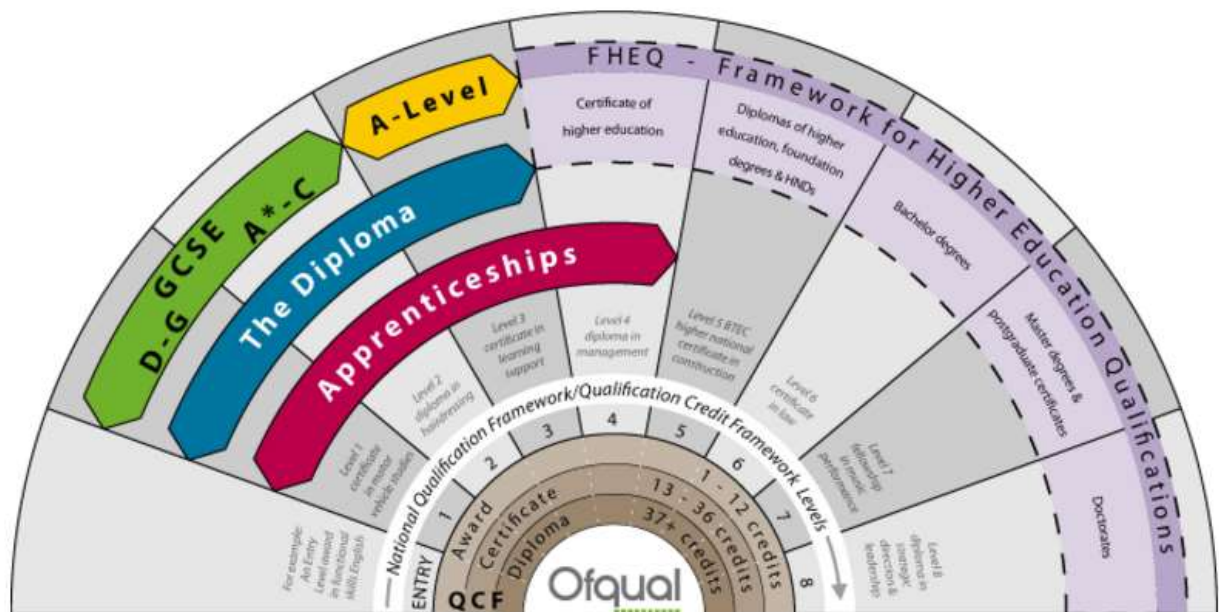 FHEQ - Framework for Higher Education Qualifications
A-Level
D-G GCSE A*-C
The Diploma
Apprenticeships
Certificate of
higher education
Diplomas of higher
education, foundation
degrees & HNDs
Bachelor degrees
Master degrees &
postgraduate certificates
Doctorates
For example:
An Entry
Level award
in functional
skills English
Level 1
certificate
in motor
vehicle studies
Level 2
diploma in
hairdressing
Level 3
certificate in
learning
support
Level 4
diploma in
management
Level 5 BTEC
higher national
certificate in
construction
Level 6
certificate
in law
Level 7
fellowship
in music
performance
Level 8
diploma in
strategic
direction &
leadership
National Qualification Framework/Qualification Credit Framework Levels
ENTRY
1
2
3
4
5
6
7
8
Award
1 - 12 credits
Certificate
13 - 36 credits
Diploma
37+ credits
QCF
Ofqual